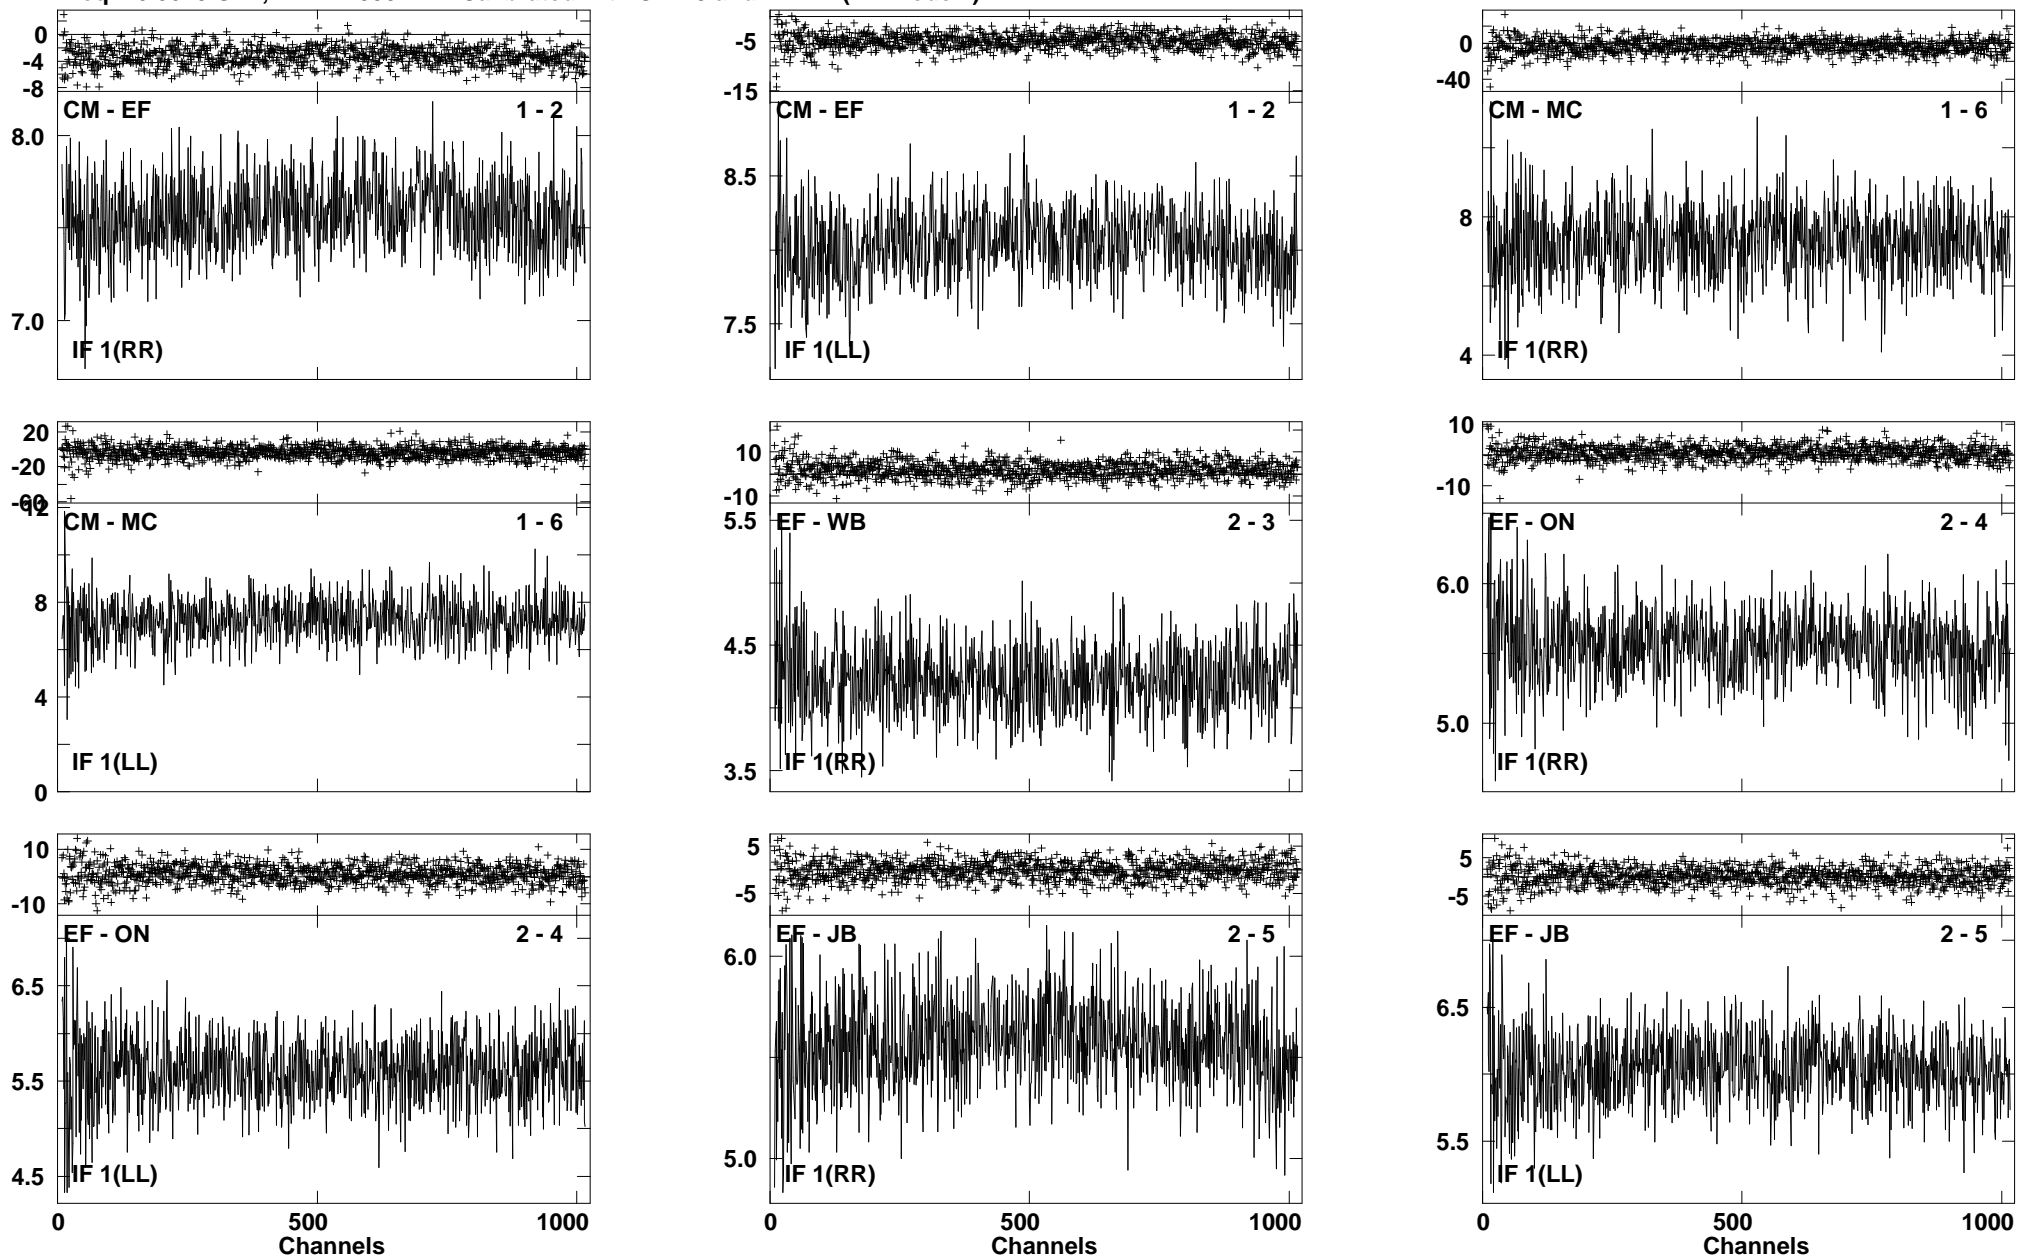 0
-4
-8
CM - EF 1 - 2
8.0
7.0
IF 1(RR)
-5
-15
CM - EF 1 - 2
8.5
7.5
IF 1(LL)
0
-40
CM - MC 1 - 6
8
4
IF 1(RR)
20
-20
-60
12
CM - MC 1 - 6
8
4
0
IF 1(LL)
10
-10
5.5
EF - WB 2 - 3
4.5
3.5
IF 1(RR)
10
-10
EF - ON 2 - 4
6.0
5.0
IF 1(RR)
10
-10
EF - ON 2 - 4
6.5
5.5
4.5
IF 1(LL)
0 500 1000
Channels
5
-5
EF - JB 2 - 5
6.0
5.0
IF 1(RR)
0 500 1000
Channels
5
-5
EF - JB 2 - 5
6.5
5.5
IF 1(LL)
0 500 1000
Channels